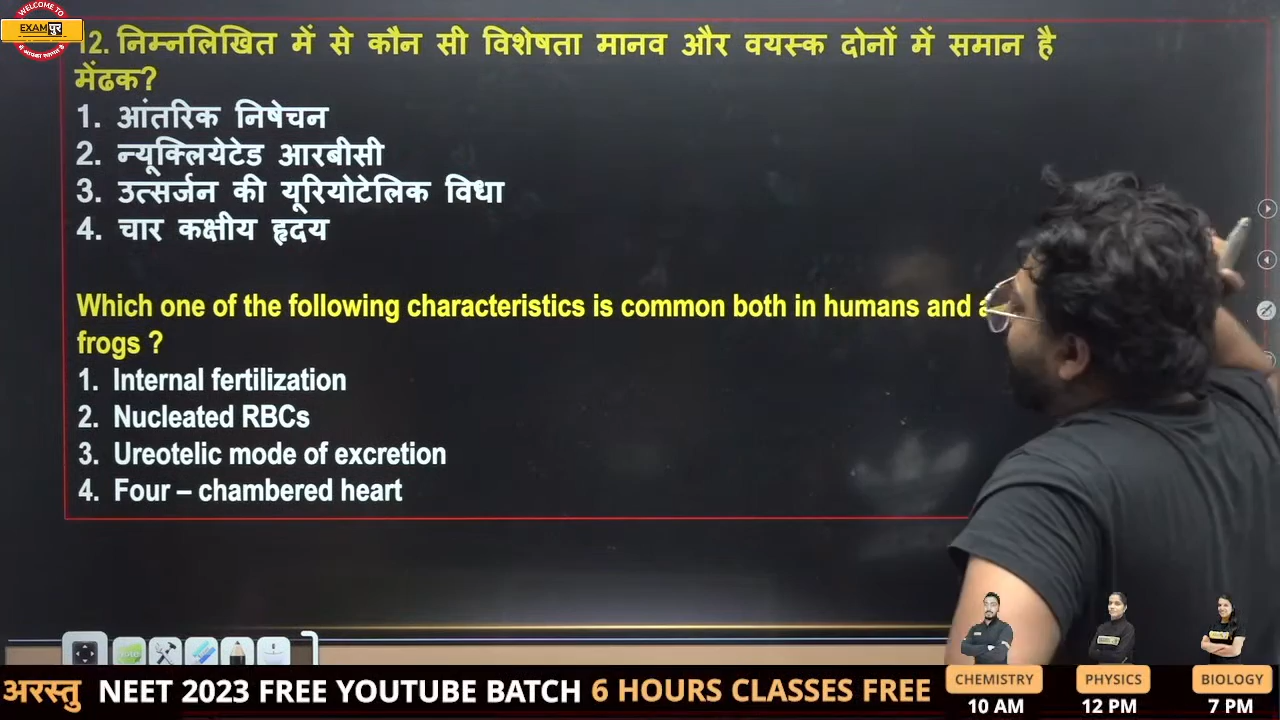 WELCOME TO
EXAMपुर
12. निम्नलिखित में से कौन सी विशेषता मानव और वयस्क दोनों में समान है
मेंढक?
1. आंतरिक निषेचन
2. न्यूक्लियेटेड आरबीसी
3. उत्सर्जन की यूरियोटेलिक विधा
4. चार कक्षीय हृदय
Which one of the following characteristics is common both in humans and
frogs ?
1. Internal fertilization
2. Nucleated RBCs
3. Ureotelic mode of excretion
4. Four – chambered heart
अरस्तु NEET 2023 FREE YOUTUBE BATCH 6 HOURS CLASSES FREE
CHEMISTRY PHYSICS BIOLOGY
10 AM 12 PM 7 PM